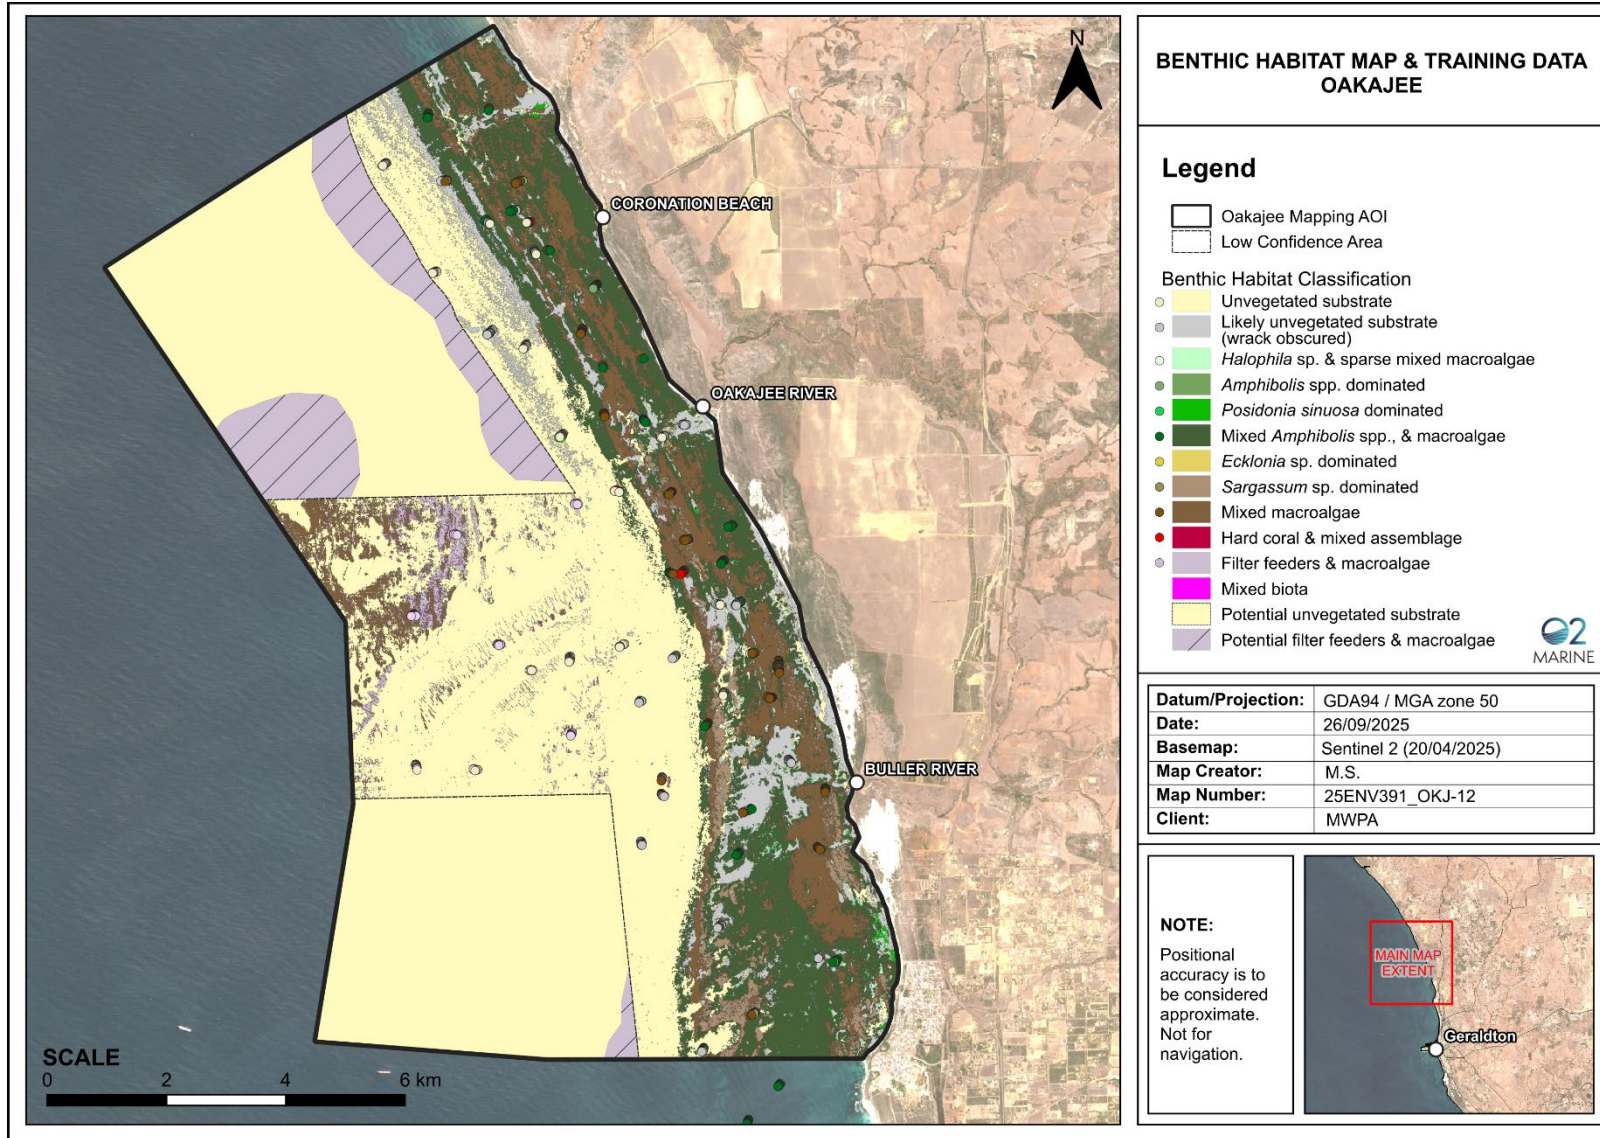 BENTHIC HABITAT MAP & TRAINING DATA
OAKAJEE
N
CORONATION BEACH
OAKAJEE RIVER
BULLER RIVER
SCALE
0 2 4 6 km
Legend
Oakajee Mapping AOI
Low Confidence Area
Benthic Habitat Classification
Unvegetated substrate
Likely unvegetated substrate
(wrack obscured)
Halophila sp. & sparse mixed macroalgae
Amphibolis spp. dominated
Posidonia sinuosa dominated
Mixed Amphibolis spp., & macroalgae
Ecklonia sp. dominated
Sargassum sp. dominated
Mixed macroalgae
Hard coral & mixed assemblage
Filter feeders & macroalgae
Mixed biota
Potential unvegetated substrate
Potential filter feeders & macroalgae
O2
MARINE
Datum/Projection: GDA94 / MGA zone 50
Date: 26/09/2025
Basemap: Sentinel 2 (20/04/2025)
Map Creator: M.S.
Map Number: 25ENV391_OKJ-12
Client: MWPA
NOTE:
Positional
accuracy is to
be considered
approximate.
Not for
navigation.
MAIN MAP
EXTENT
Geraldton